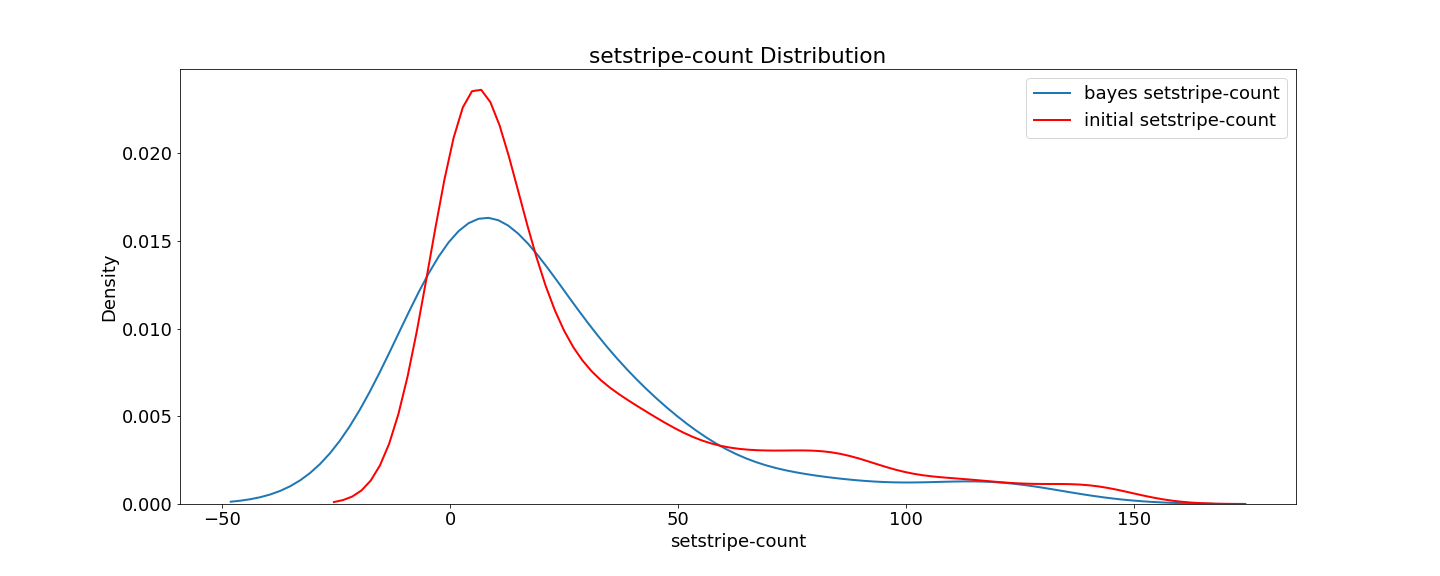 setstripe-count Distribution
bayes setstripe-count
initial setstripe-count
Density
0.020
0.015
0.010
0.005
0.000
−50
0
50
100
150
setstripe-count